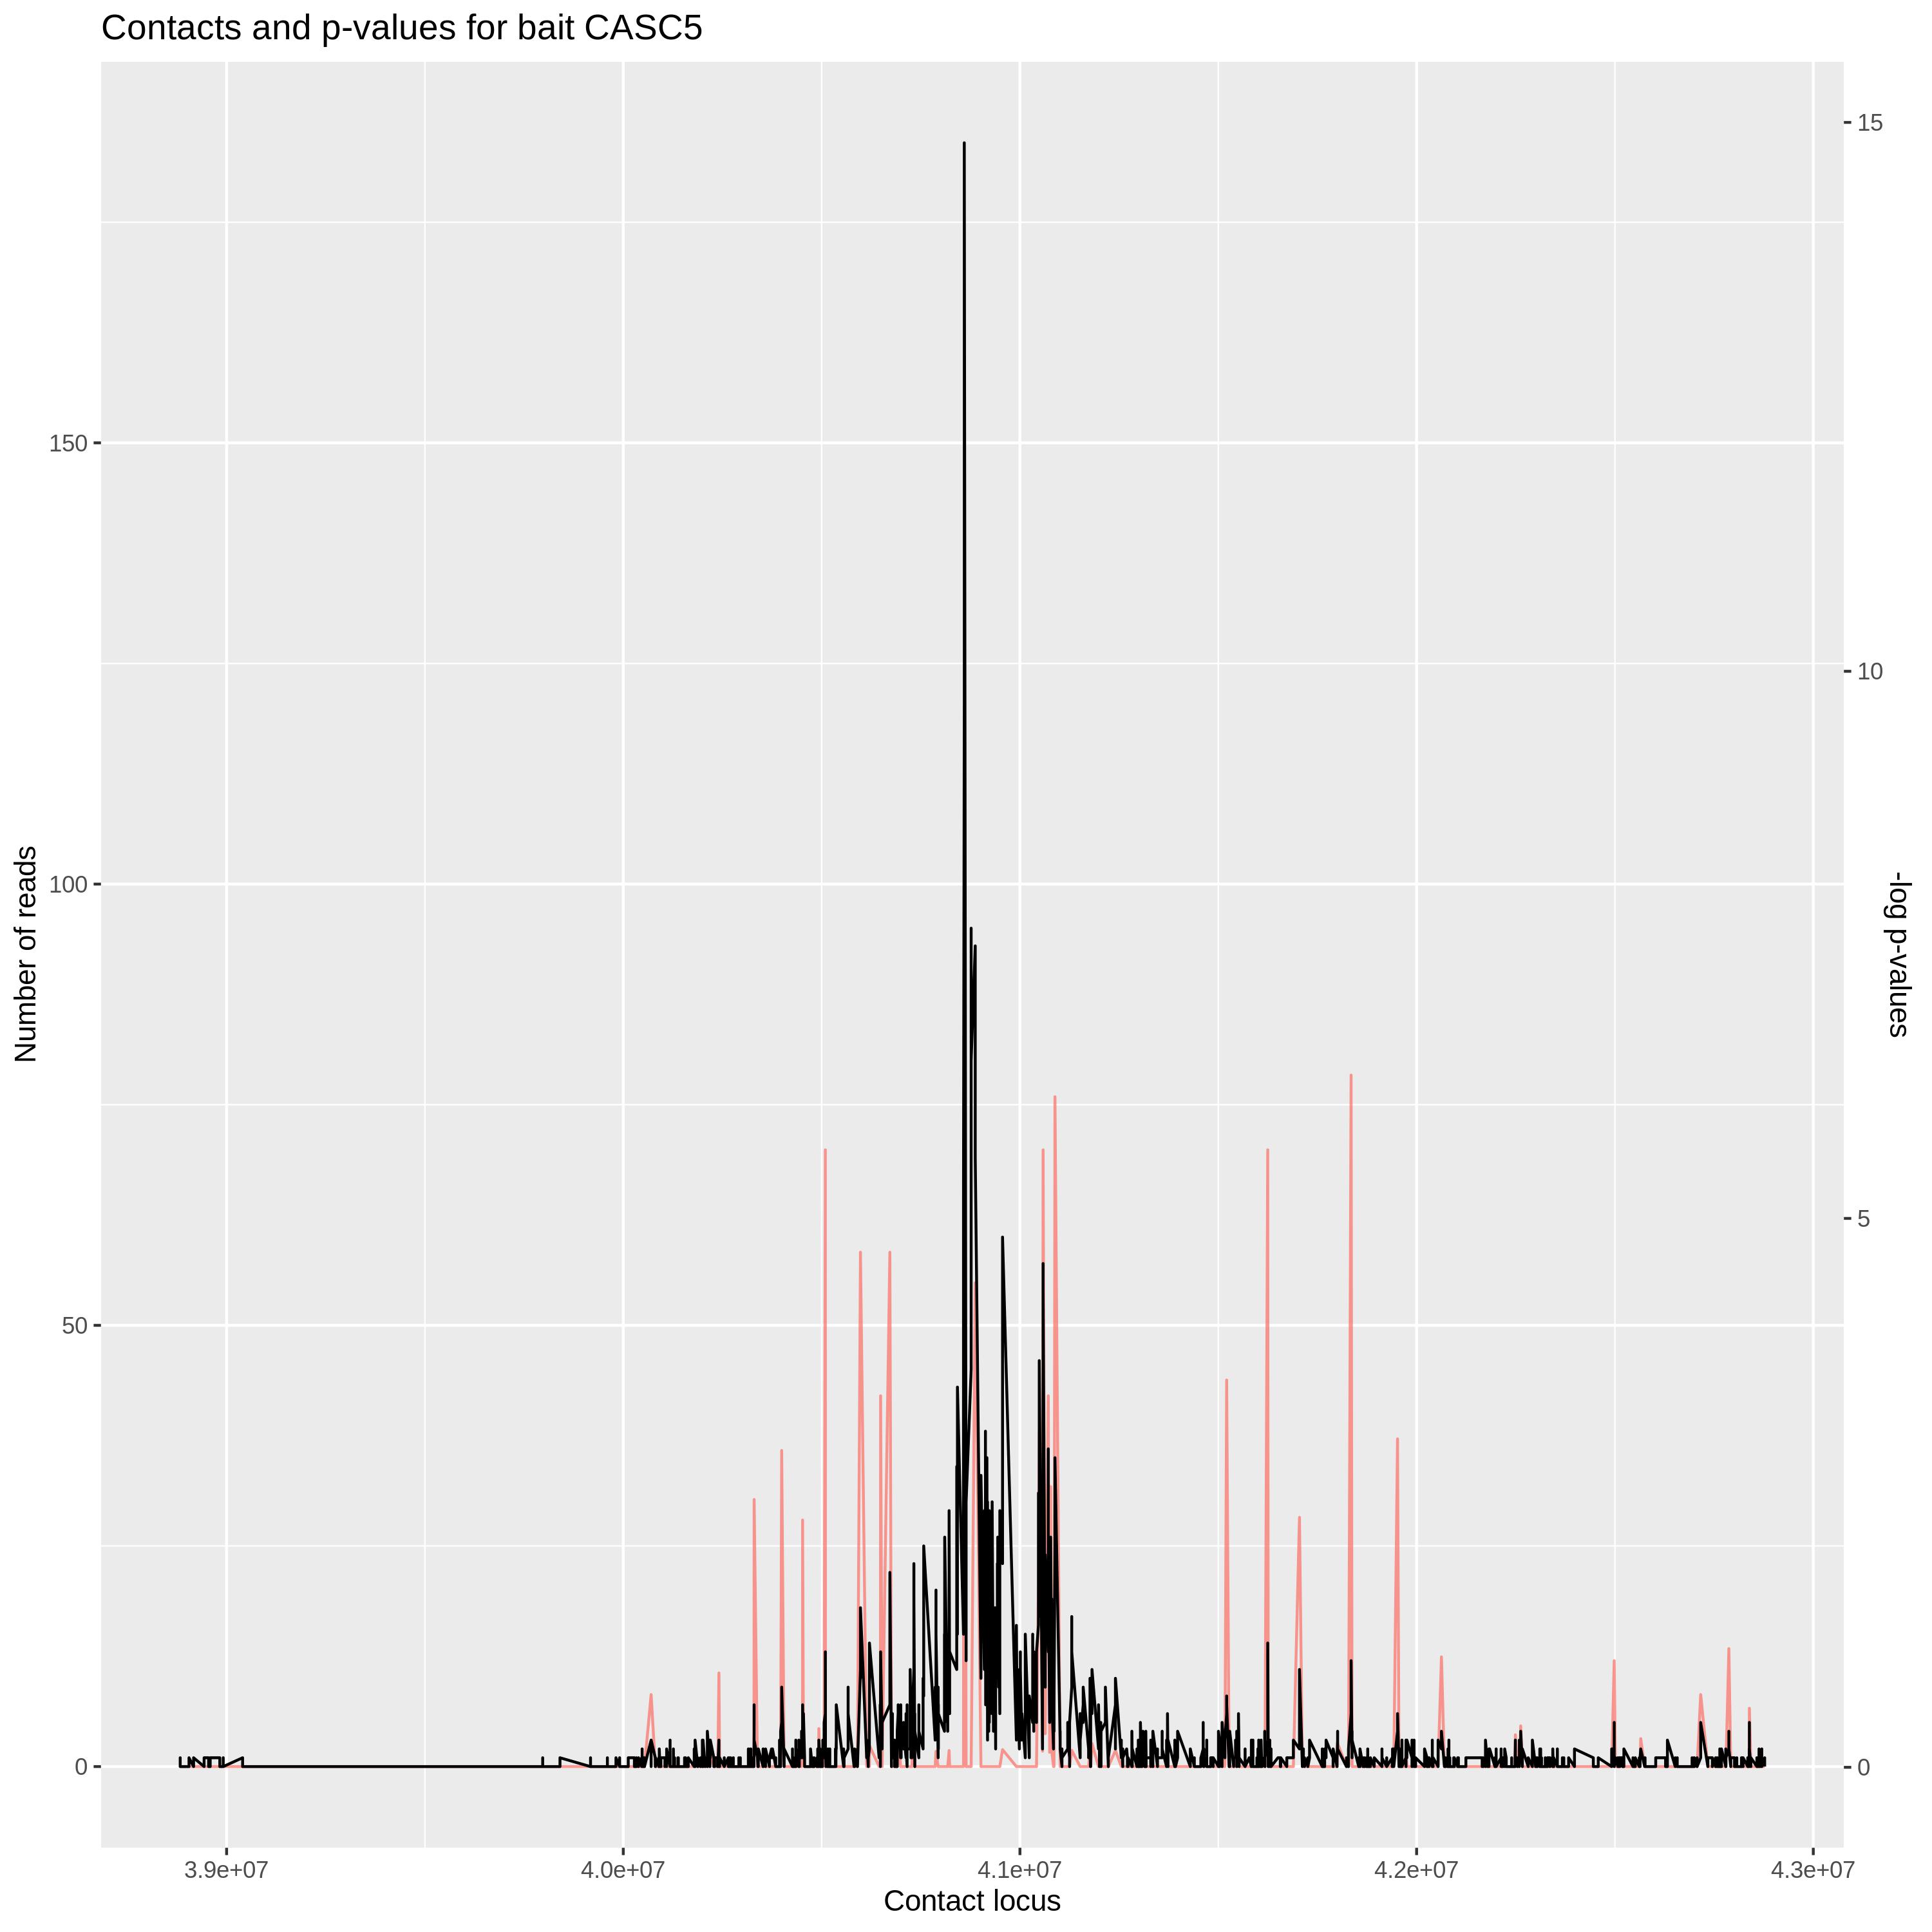 Contacts and p-values for bait CASC5
Number of reads
150
100
50
0
15
10
5
0
-log p-values
3.9e+07
4.0e+07
4.1e+07
4.2e+07
4.3e+07
Contact locus